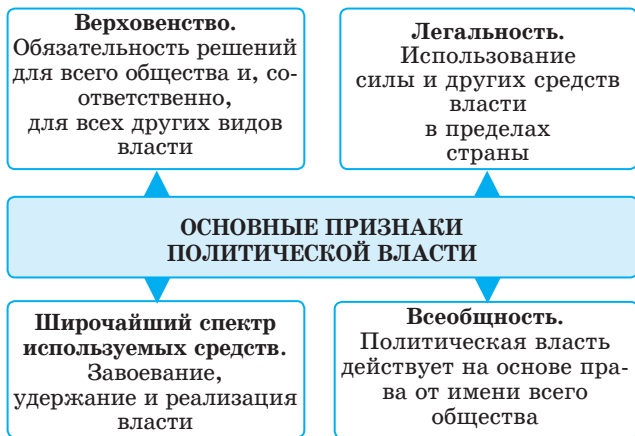 Верховенство.
Обязательность решений
для всего общества и, со-
ответственно,
для всех других видов
власти
Легальность.
Использование
силы и других средств
власти
в пределах
страны
ОСНОВНЫЕ ПРИЗНАКИ
ПОЛИТИЧЕСКОЙ ВЛАСТИ
Широчайший спектр
используемых средств.
Завоевание,
удержание и реализация
власти
Всеобщность.
Политическая власть
действует на основе пра-
ва от имени всего
общества